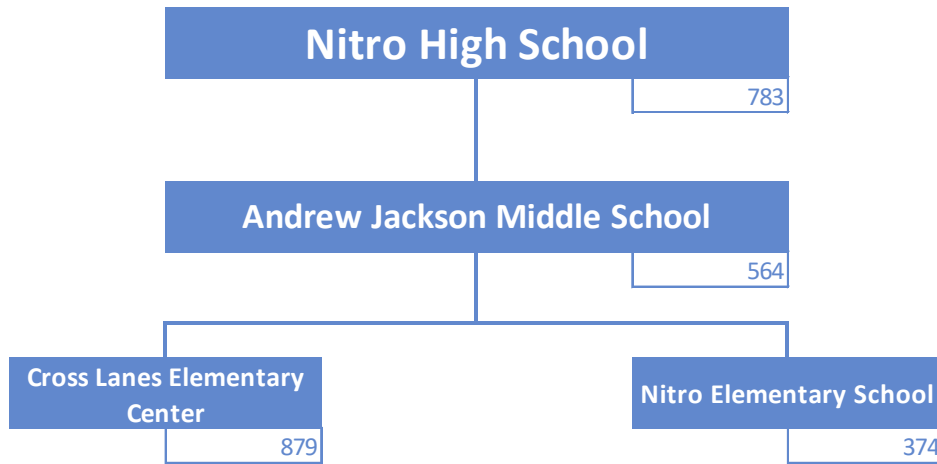 Nitro High School
783
Andrew Jackson Middle School
564
Cross Lanes Elementary
Center
879
Nitro Elementary School
374